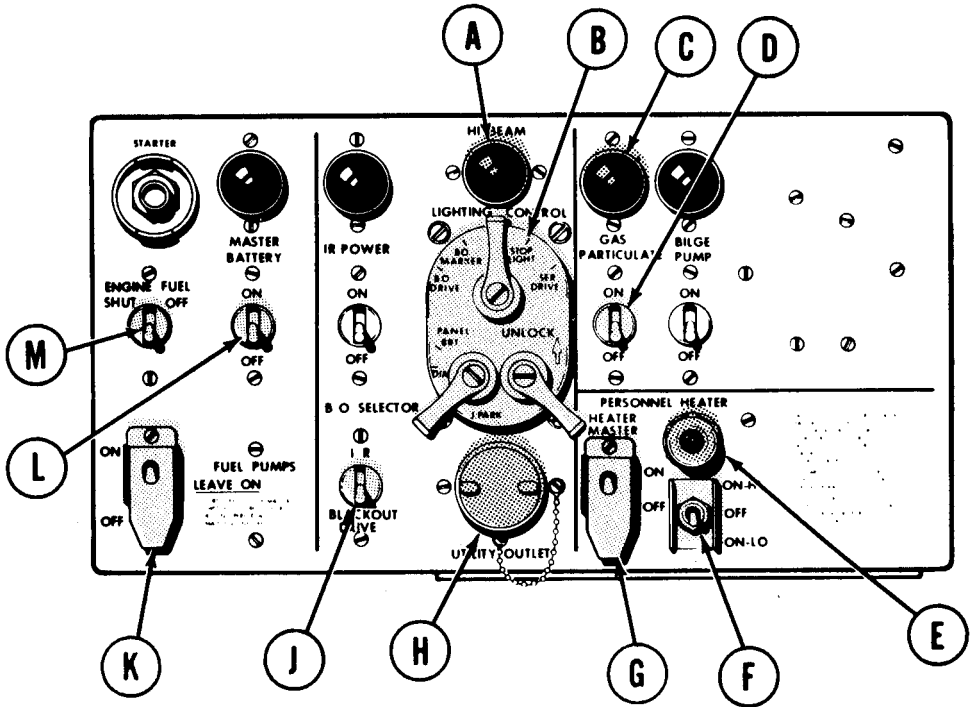 A
B
C
D
STARTER
HI BEAM
LIGHTING CONTROL
MASTER
BATTERY
IR POWER
B.O.
MARKER
STOP
LIGHT
B.O
DRIVE
SER
DRIVE
GAS
PARTICULATE
BILGE
PUMP
ENGINE FUEL
SHUT OFF
ON
OFF
ON
OFF
ON
OFF
ON
OFF
PANEL
BRT
UNLOCK
DIM
PARK
M
L
B O SELECTOR
I R
BLACKOUT
DRIVE
PERSONNEL HEATER
HEATER
MASTER
ON
OFF
ON
OFF
FUEL PUMPS
LEAVE ON
OFF
ON-LO
UTILITY OUTLET
K
J
H
G
F
E